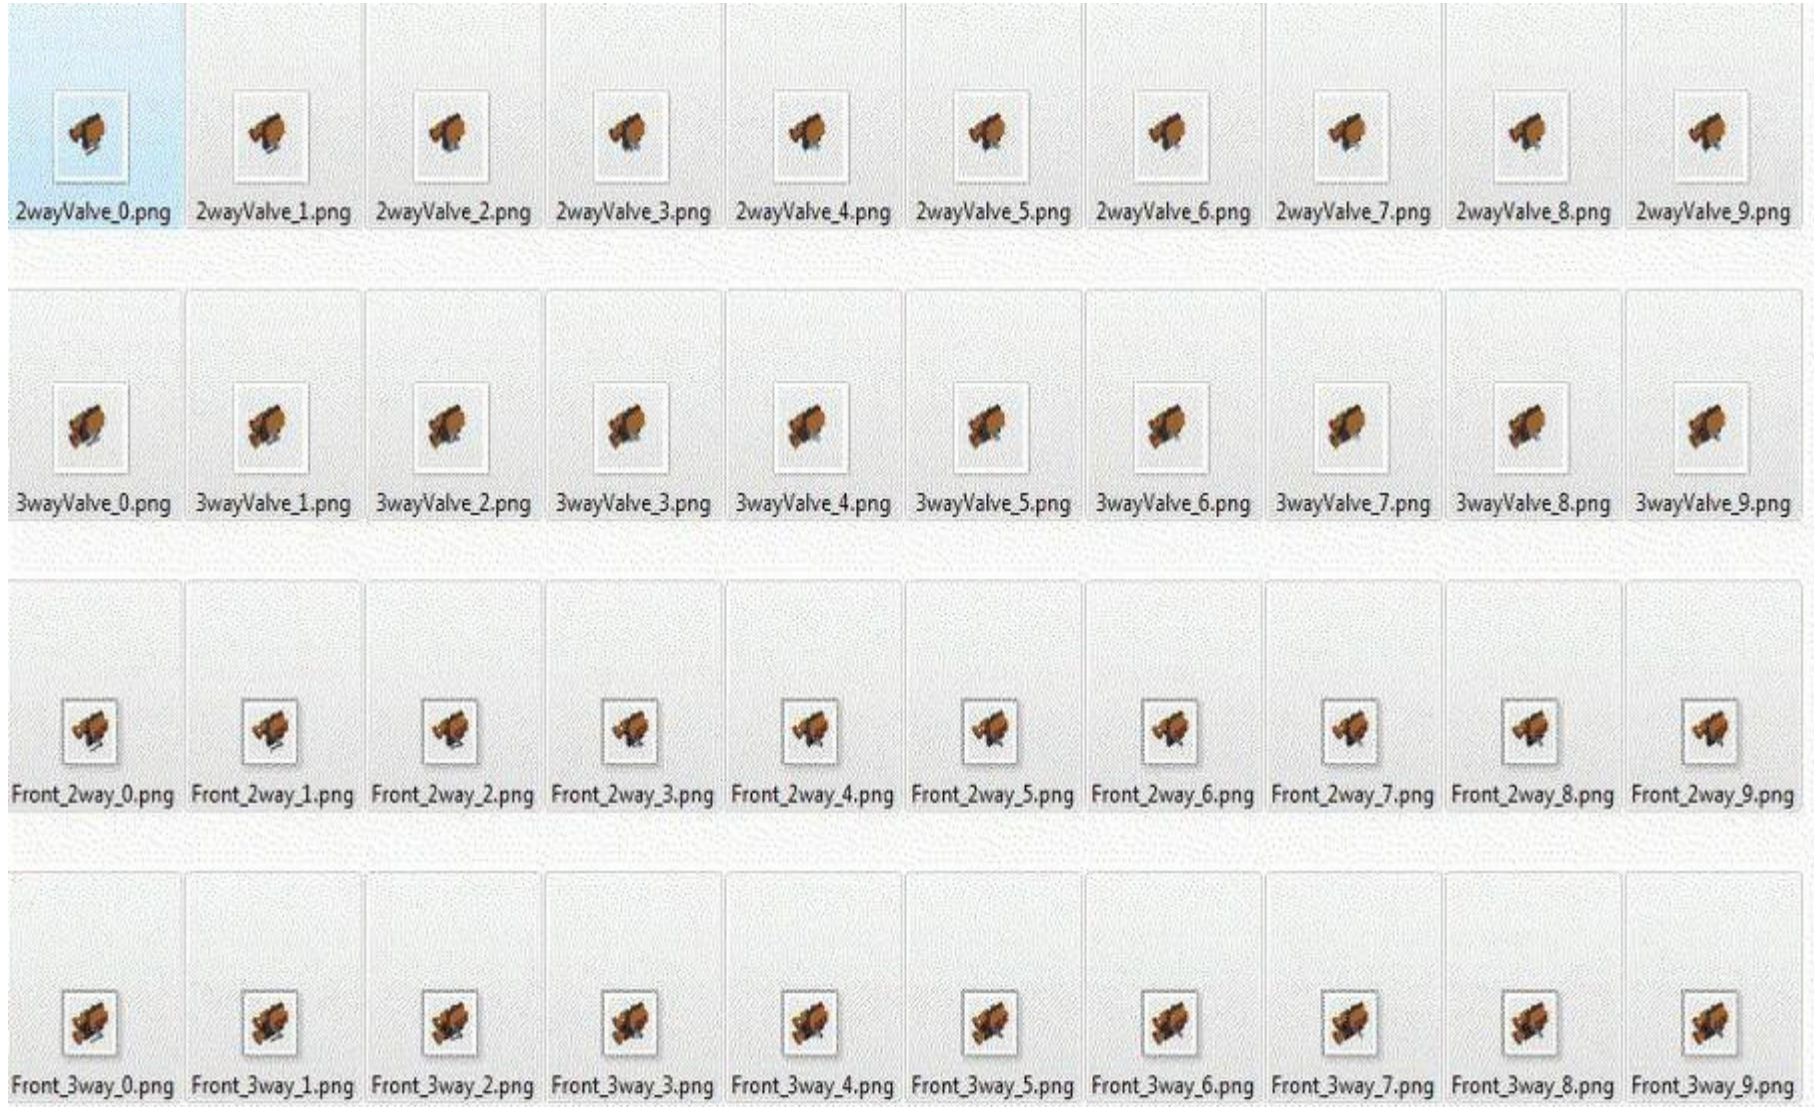 2wayValve_0.png 2wayValve_1.png 2wayValve_2.png 2wayValve_3.png 2wayValve_4.png 2wayValve_5.png 2wayValve_6.png 2wayValve_7.png 2wayValve_8.png 2wayValve_9.png
3wayValve_0.png 3wayValve_1.png 3wayValve_2.png 3wayValve_3.png 3wayValve_4.png 3wayValve_5.png 3wayValve_6.png 3wayValve_7.png 3wayValve_8.png 3wayValve_9.png
Front_2way_0.png Front_2way_1.png Front_2way_2.png Front_2way_3.png Front_2way_4.png Front_2way_5.png Front_2way_6.png Front_2way_7.png Front_2way_8.png Front_2way_9.png
Front_3way_0.png Front_3way_1.png Front_3way_2.png Front_3way_3.png Front_3way_4.png Front_3way_5.png Front_3way_6.png Front_3way_7.png Front_3way_8.png Front_3way_9.png